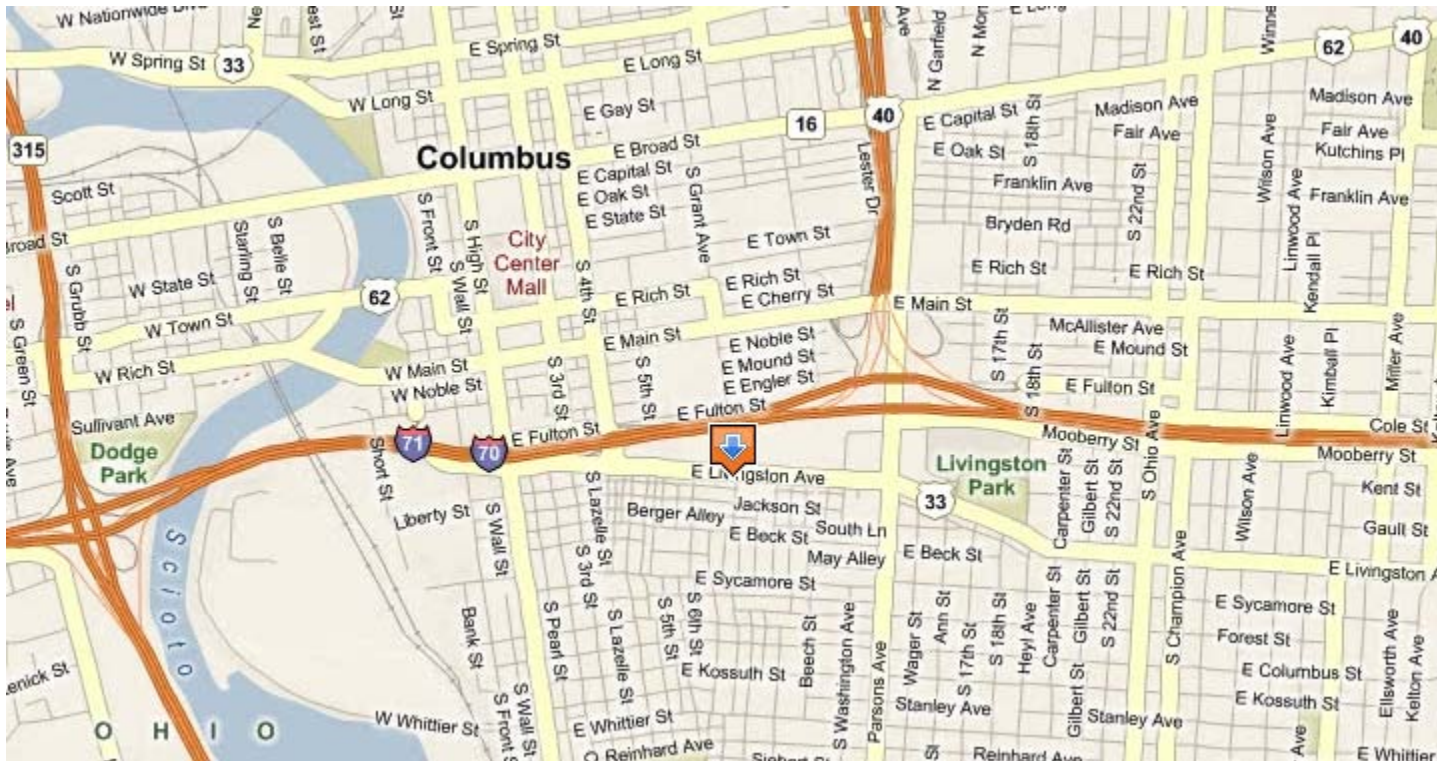 W Nationwide Blvd
W Spring St
33
E Spring St
E Long St
W Long St
E Gay St
E Broad St
16
40
62
40
N Garfield
E Capital St
S 18th St
Madison Ave
Madison Ave
Fair Ave
Fair Ave
Kutchins Pl
E Oak St
Franklin Ave
Franklin Ave
Bryden Rd
S 22nd St
Wilson Ave
Linwood Ave
Kendall Pl
315
Scott St
Columbus
E Capital St
E Oak St
E State St
S Grant Ave
Lester Dr
Broad St
S Grubb St
Starling St
S Belle St
W State St
62
S Front St
S High St
S Wall St
City
Center
Mall
S 4th St
E Town St
E Rich St
E Cherry St
E Rich St
E Rich St
E Rich St
W Town St
W Rich St
S Green St
W Main St
W Noble St
E Main St
E Noble St
E Mound St
E Engler St
E Main St
McAllister Ave
E Mound St
S 17th St
S 18th St
E Fulton St
Linwood Ave
Kimball Pl
Miller Ave
Sullivant Ave
Dodge
Park
Short St
71
70
E Fulton St
S 3rd St
S 5th St
E Fulton St
E Livingston Ave
Mooberry St
Cole St
Mooberry St
Livingston
Park
33
Kent St
Gault St
Carpenter St
Gilbert St
S 22nd St
S Ohio Ave
Wilson Ave
Liberty St
S Wall St
S Lazelle St
Berger Alley
Jackson St
E Beck St
South Ln
May Alley
E Beck St
E Livingston A
Scioto
S 3rd St
E Sycamore St
E Sycamore St
Forest St
E Columbus St
E Kossuth St
Bank St
S Pearl St
S Lazelle St
S 5th St
S 6th St
E Kossuth St
Beech St
S Washington Ave
Parsons Ave
Wager St
Ann St
S 17th St
S 18th St
Heyl Ave
Carpenter St
Gilbert St
Gilbert St
S 22nd St
S Champion Ave
Ellsworth Ave
Kelton Ave
Stanley Ave
Stanley Ave
OHIO
W Whittier St
S Front St
S Wall St
E Whittier St
Reinhard Ave
Reinhard Ave
E Whittier